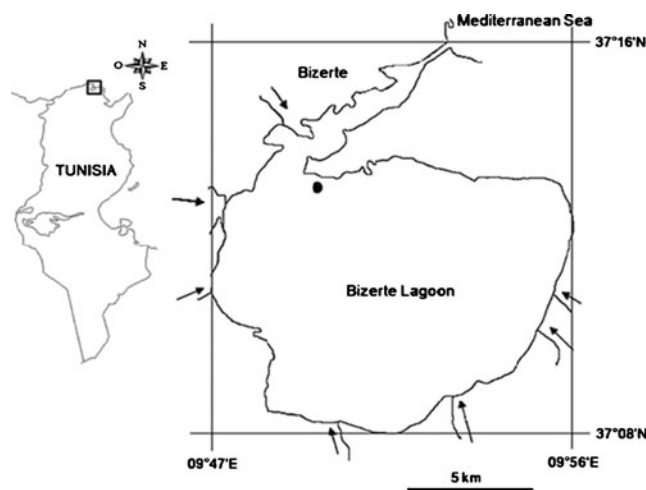 Mediterranean Sea
37°16'N
N
O E
S
Bizerte
TUNISIA
Bizerte Lagoon
37°08'N
09°47'E
09°56'E
5 km